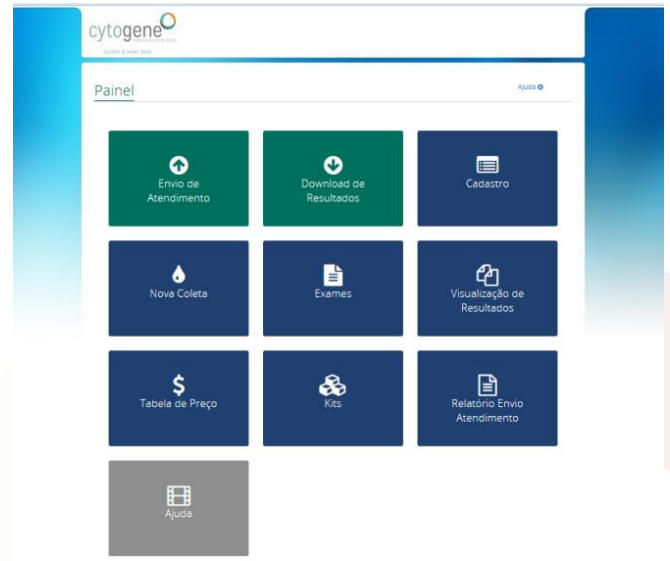 cytogene
Painel
Ajuda
Envio de
Atendimento
Download de
Resultados
Cadastro
Nova Coleta
Exames
Visualização de
Resultados
Tabela de Preço
Kits
Relatório Envio
Atendimento
Ajuda